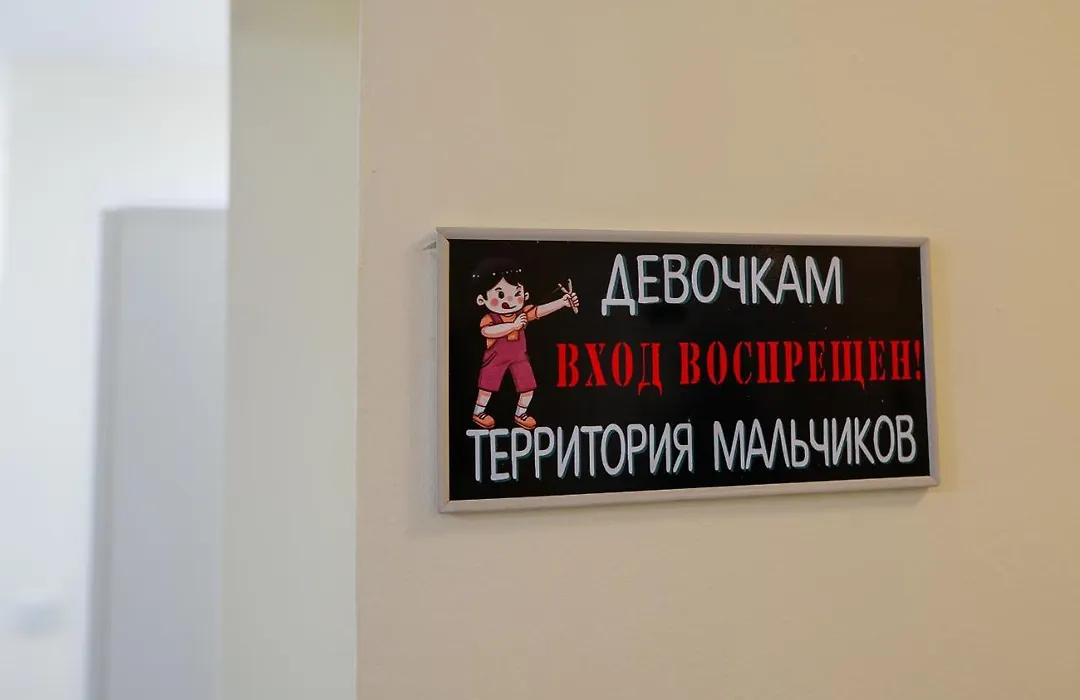 ДЕВОЧКАМ
ВХОД ВОСПРЕЩЕН!
ТЕРРИТОРИЯ МАЛЬЧИКОВ